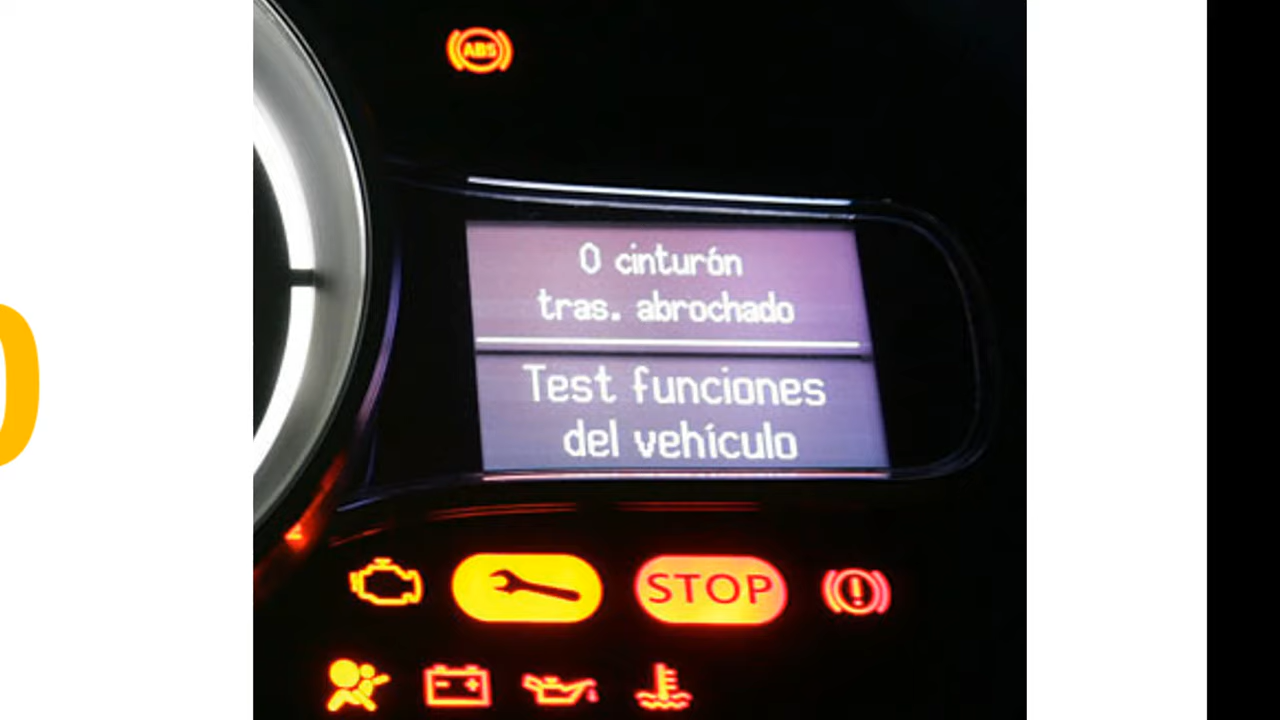 ABS
0 cinturón
tras. abrochado
Test funciones
del vehículo
STOP